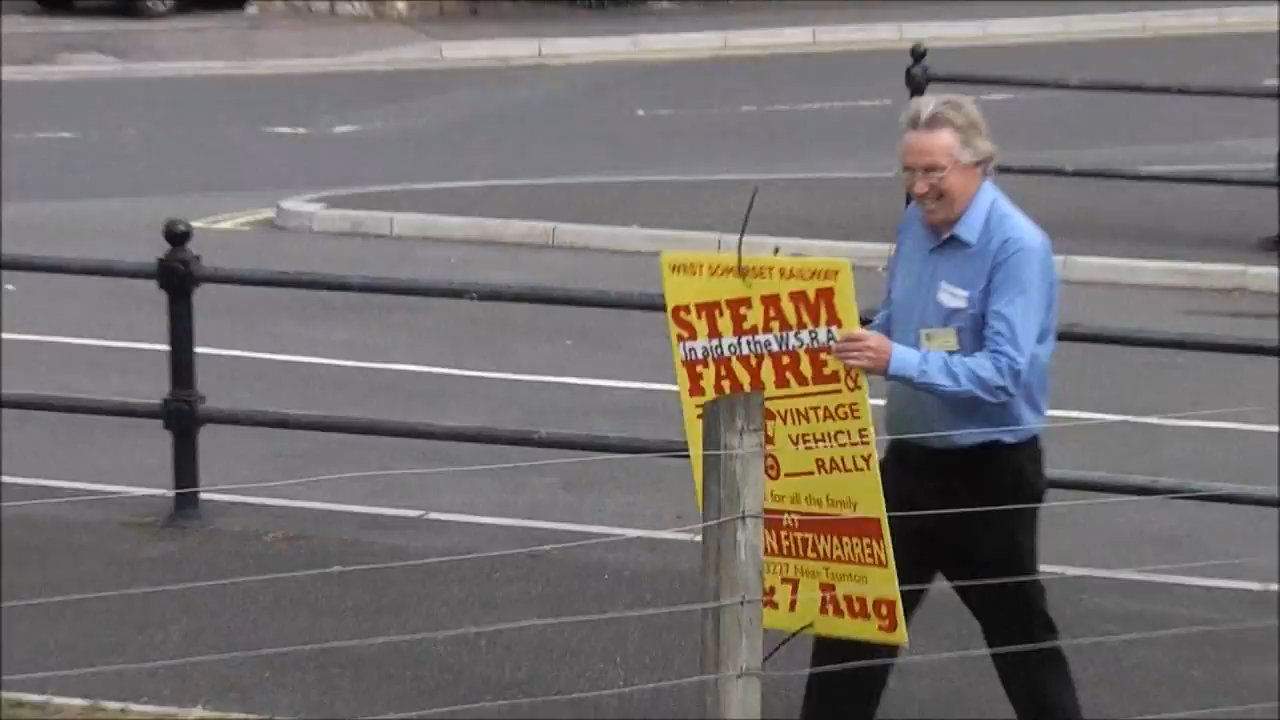 WEST SOMERSET RAILWAY
STEAM
In aid of the W.S.R.A
FAYRE &
VINTAGE
VEHICLE
RALLY
for all the family
AT
N FITZWARREN
3227 Near Taunton
&7 Aug